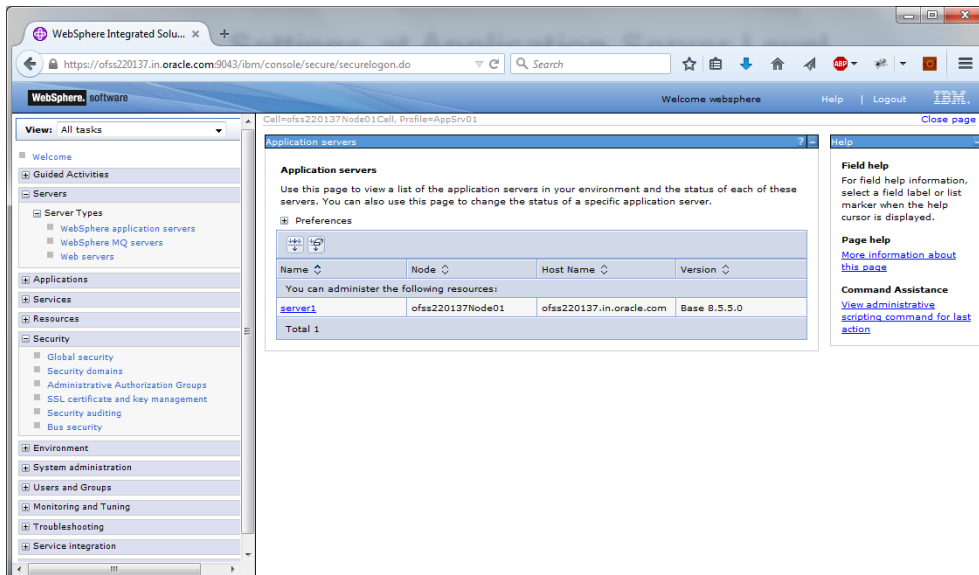 Settings at Application Server Level
WebSphere Integrated Solu...
https://ofss220137.in.oracle.com:9043/ibm/console/secure/securelogon.do
Search
ABP
WebSphere. software
Welcome websphere
Help | Logout
IBM.
View: All tasks
Welcome
Guided Activities
Servers
Server Types
WebSphere application servers
WebSphere MQ servers
Web servers
Applications
Services
Resources
Security
Global security
Security domains
Administrative Authorization Groups
SSL certificate and key management
Security auditing
Bus security
Environment
System administration
Users and Groups
Monitoring and Tuning
Troubleshooting
Service integration
Cell=ofss220137Node01Cell, Profile=AppSrv01
Close page
Application servers
Application servers
Use this page to view a list of the application servers in your environment and the status of each of these
servers. You can also use this page to change the status of a specific application server.
Preferences
Name Node Host Name Version
You can administer the following resources:
server1 ofss220137Node01 ofss220137.in.oracle.com Base 8.5.5.0
Total 1
Help
Field help
For field help information,
select a field label or list
marker when the help
cursor is displayed.
Page help
More information about
this page
Command Assistance
View administrative
scripting command for last
action